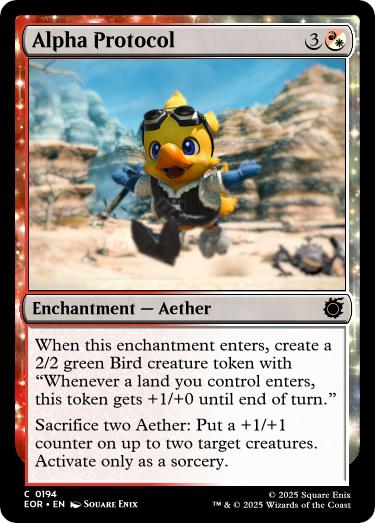 Alpha Protocol 3
Enchantment — Aether
When this enchantment enters, create a
2/2 green Bird creature token with
“Whenever a land you control enters,
this token gets +1/+0 until end of turn.”
Sacrifice two Aether: Put a +1/+1
counter on up to two target creatures.
Activate only as a sorcery.
C 0194
EOR • EN SQUARE ENIX
© 2025 Square Enix
™ & © 2025 Wizards of the Coast